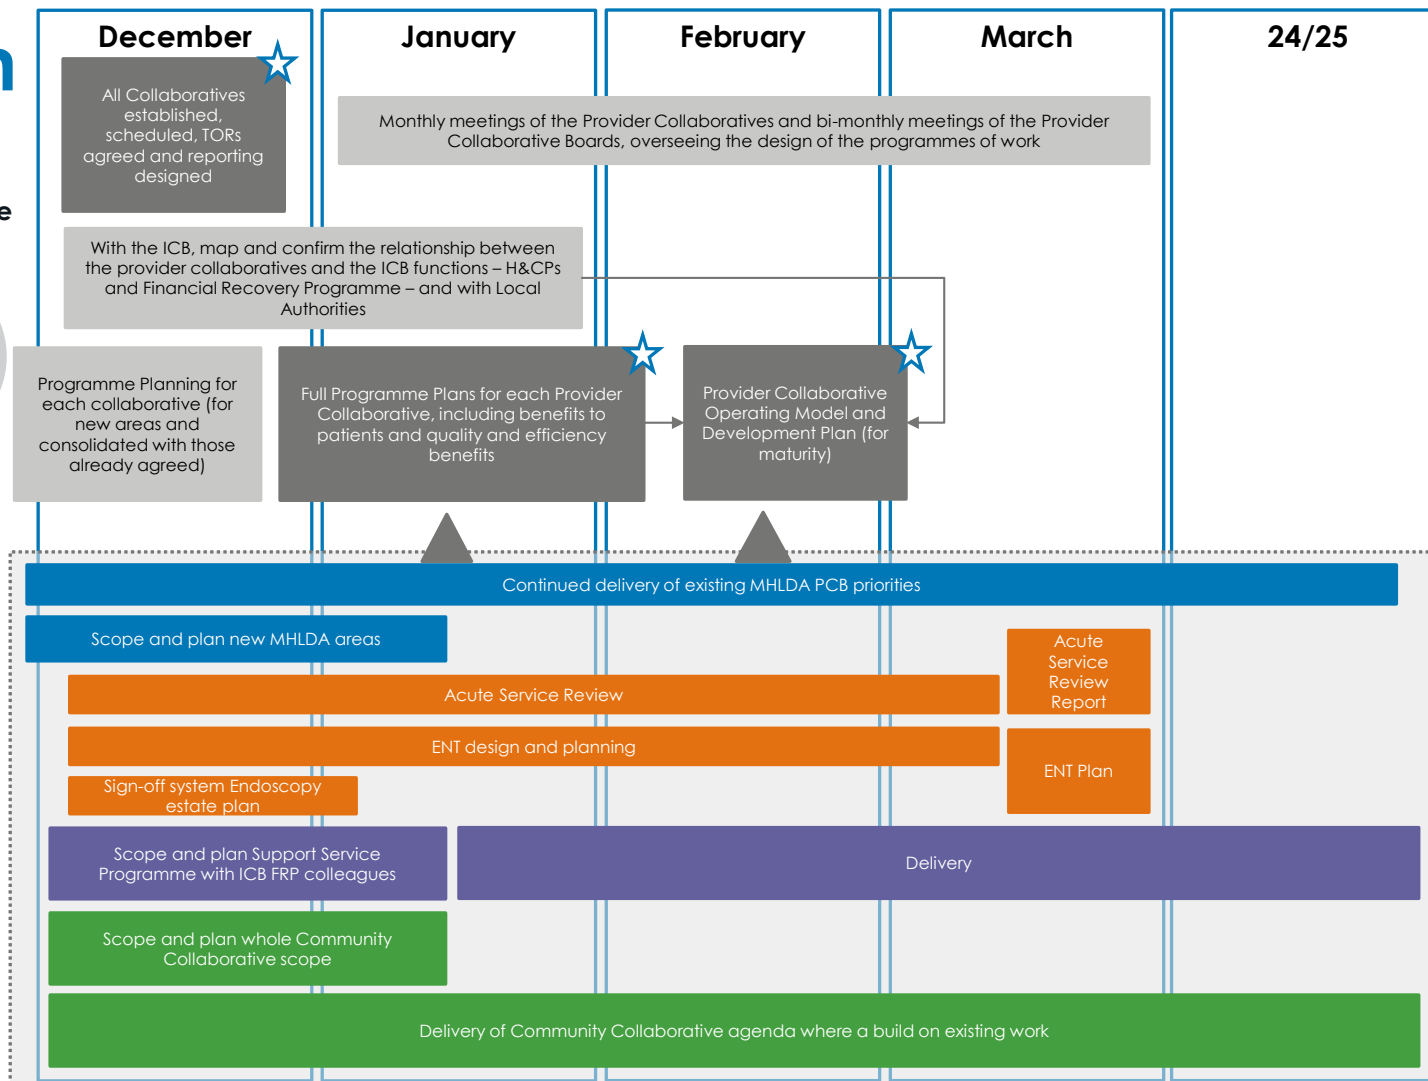 n
e
December
January
February
March
24/25
All Collaboratives
established,
scheduled, TORs
agreed and reporting
designed
Monthly meetings of the Provider Collaboratives and bi-monthly meetings of the Provider
Collaborative Boards, overseeing the design of the programmes of work
With the ICB, map and confirm the relationship between
the provider collaboratives and the ICB functions – H&CPs
and Financial Recovery Programme – and with Local
Authorities
Programme Planning for
each collaborative (for
new areas and
consolidated with those
already agreed)
Full Programme Plans for each Provider
Collaborative, including benefits to
patients and quality and efficiency
benefits
Provider Collaborative
Operating Model and
Development Plan (for
maturity)
Continued delivery of existing MHLDA PCB priorities
Scope and plan new MHLDA areas
Acute
Service
Review
Report
Acute Service Review
ENT design and planning
ENT Plan
Sign-off system Endoscopy
estate plan
Scope and plan Support Service
Programme with ICB FRP colleagues
Delivery
Scope and plan whole Community
Collaborative scope
Delivery of Community Collaborative agenda where a build on existing work